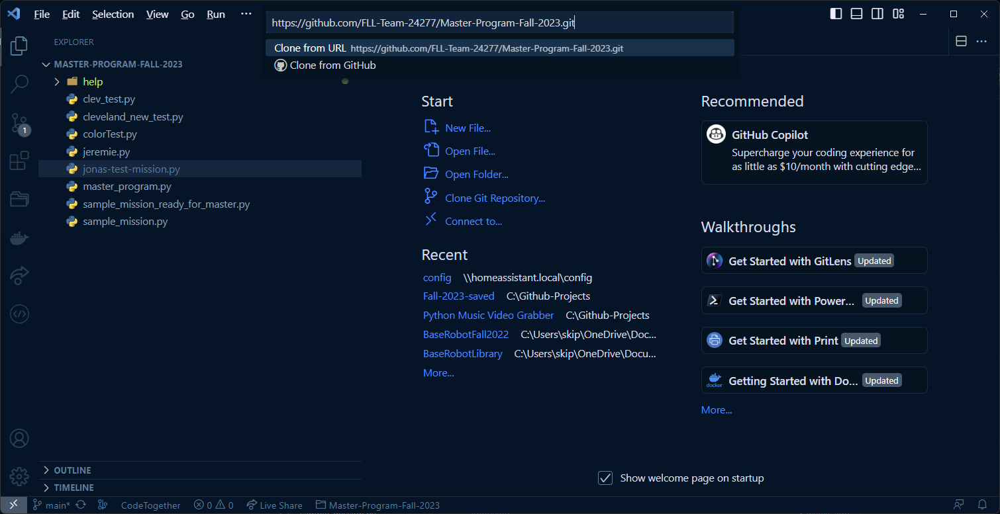 File Edit Selection View Go Run ···
https://github.com/FLL-Team-24277/Master-Program-Fall-2023.git
Clone from URL https://github.com/FLL-Team-24277/Master-Program-Fall-2023.git
Clone from GitHub
EXPLORER
MASTER-PROGRAM-FALL-2023
help
clev_test.py
cleveland_new_test.py
colorTest.py
jeremie.py
jonas-test-mission.py
master_program.py
sample_mission_ready_for_master.py
sample_mission.py
1
OUTLINE
TIMELINE
Start
New File...
Open File...
Open Folder...
Clone Git Repository...
Connect to...
Recent
config \\homeassistant.local\config
Fall-2023-saved C:\Github-Projects
Python Music Video Grabber C:\Github-Projects
BaseRobotFall2022 C:\Users\skip\OneDrive\Doc...
BaseRobotLibrary C:\Users\skip\OneDrive\Docu...
More...
Recommended
GitHub Copilot
Supercharge your coding experience for
as little as $10/month with cutting edge...
Walkthroughs
Get Started with GitLens Updated
Get Started with Power... Updated
Get Started with Print Updated
docker
Getting Started with Do... Updated
More...
Show welcome page on startup
main* CodeTogether 0 0 Live Share Master-Program-Fall-2023